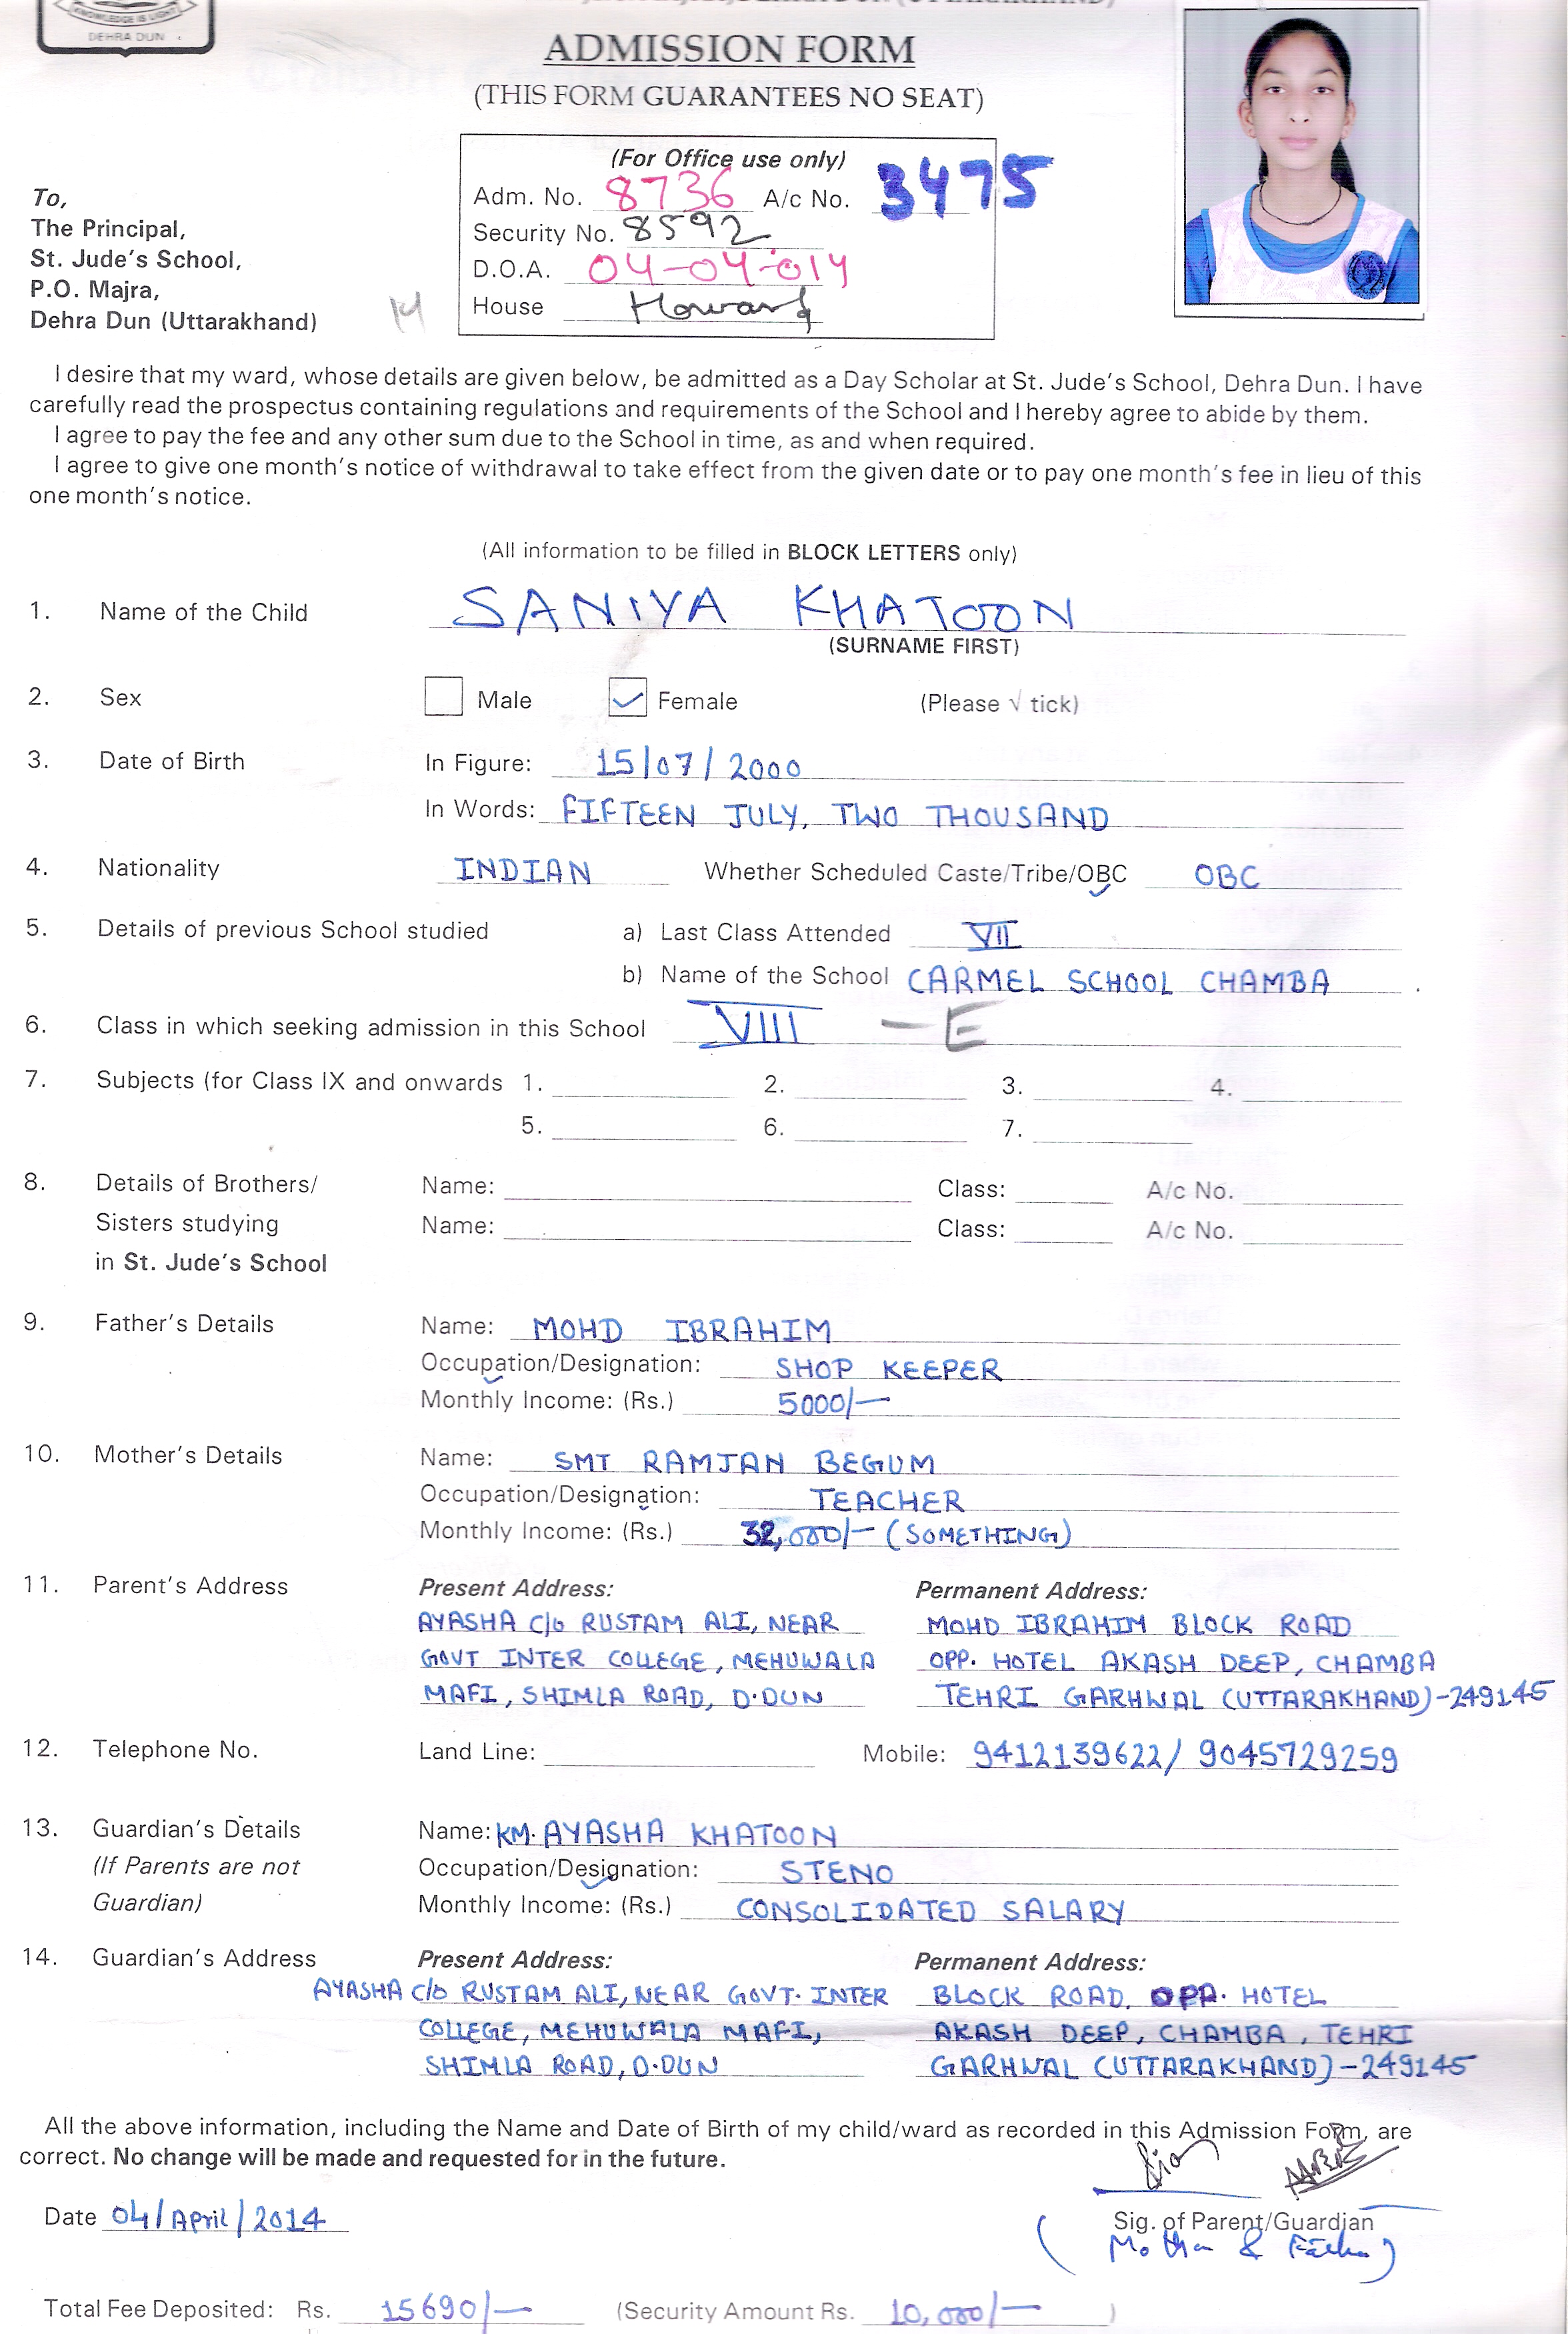 KNOWLEDGE IS LIGHT
DEHRA DUN
ADMISSION FORM
(THIS FORM GUARANTEES NO SEAT)
(For Office use only)
Adm. No. 8736 A/c No. 3475
Security No. 8592
D.O.A. 04-04-014
House Howard
To,
The Principal,
St. Jude's School,
P.O. Majra,
Dehra Dun (Uttarakhand)
I desire that my ward, whose details are given below, be admitted as a Day Scholar at St. Jude's School, Dehra Dun. I have
carefully read the prospectus containing regulations and requirements of the School and I hereby agree to abide by them.
I agree to pay the fee and any other sum due to the School in time, as and when required.
I agree to give one month's notice of withdrawal to take effect from the given date or to pay one month's fee in lieu of this
one month's notice.
(All information to be filled in BLOCK LETTERS only)
1. Name of the Child SANIYA KHATOON
(SURNAME FIRST)
2. Sex Male Female (Please √ tick)
3. Date of Birth In Figure: 15/07/2000
In Words: FIFTEEN JULY, TWO THOUSAND
4. Nationality INDIAN Whether Scheduled Caste/Tribe/OBC OBC
5. Details of previous School studied a) Last Class Attended VII
b) Name of the School CARMEL SCHOOL CHAMBA
6. Class in which seeking admission in this School VIII - E
7. Subjects (for Class IX and onwards 1. 2. 3. 4.
5. 6. 7.
8. Details of Brothers/ Name: Class: A/c No.
Sisters studying Name: Class: A/c No.
in St. Jude's School
9. Father's Details Name: MOHD IBRAHIM
Occupation/Designation: SHOP KEEPER
Monthly Income: (Rs.) 5000/-
10. Mother's Details Name: SMT RAMJAN BEGUM
Occupation/Designation: TEACHER
Monthly Income: (Rs.) 32,000/- (SOMETHING)
11. Parent's Address Present Address: Permanent Address:
AYASHA C/o RUSTAM ALI, NEAR MOHD IBRAHIM BLOCK ROAD
GOVT INTER COLLEGE, MEHUWALA OPP. HOTEL AKASH DEEP, CHAMBA
MAFI, SHIMLA ROAD, D.DUN TEHRI GARHWAL (UTTARAKHAND)-249145
12. Telephone No. Land Line: Mobile: 9412139622/ 9045729259
13. Guardian's Details Name: KM. AYASHA KHATOON
(If Parents are not Occupation/Designation: STENO
Guardian) Monthly Income: (Rs.) CONSOLIDATED SALARY
14. Guardian's Address Present Address: Permanent Address:
AYASHA C/o RUSTAM ALI, NEAR GOVT. INTER BLOCK ROAD, OPP. HOTEL
COLLEGE, MEHUWALA MAFI, AKASH DEEP, CHAMBA, TEHRI
SHIMLA ROAD, D.DUN GARHWAL (UTTARAKHAND)-249145
All the above information, including the Name and Date of Birth of my child/ward as recorded in this Admission Form, are
correct. No change will be made and requested for in the future.
Date 04/April/2014
Sig. of Parent/Guardian
(Mother & Father)
Total Fee Deposited: Rs. 15690/- (Security Amount Rs. 10,000/- )